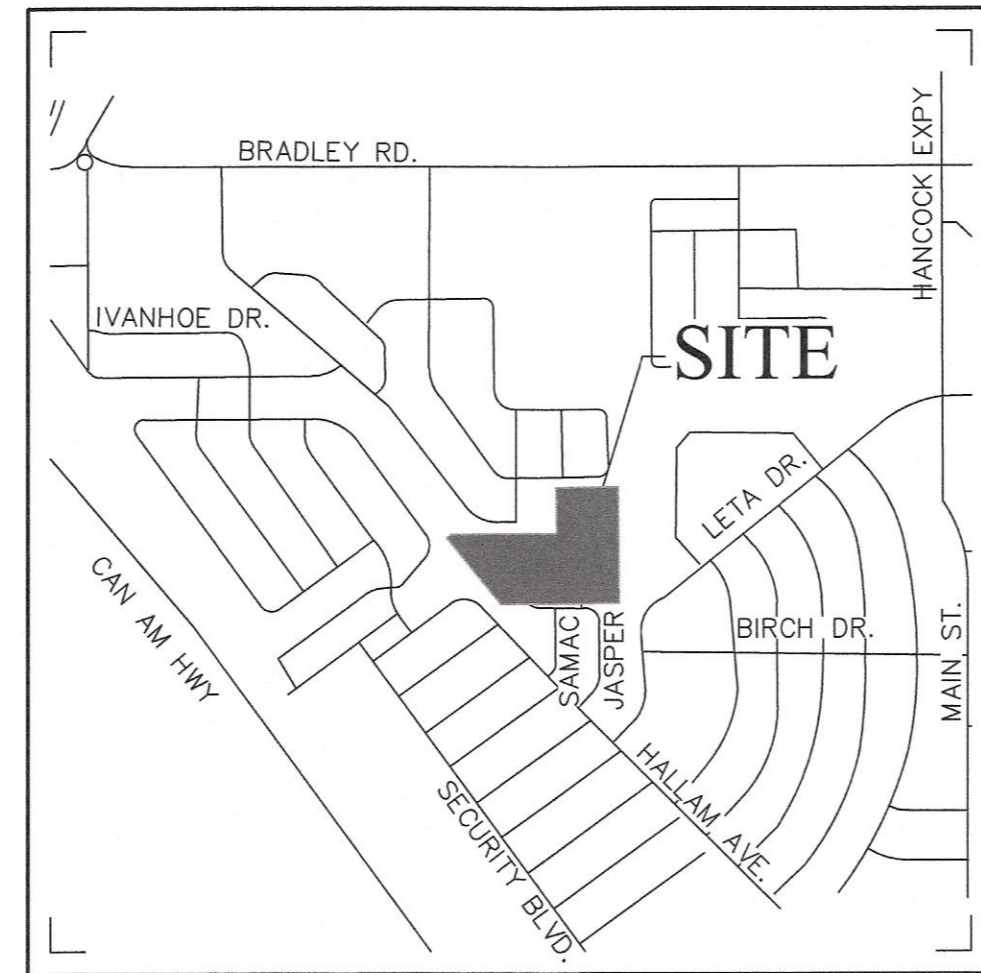 BRADLEY RD.
HANCOCK EXPY
IVANHOE DR.
SITE
LETA DR.
CAN AM HWY
SAMAC
JASPER
BIRCH DR.
MAIN ST.
HALLAM AVE.
SECURITY BLVD.